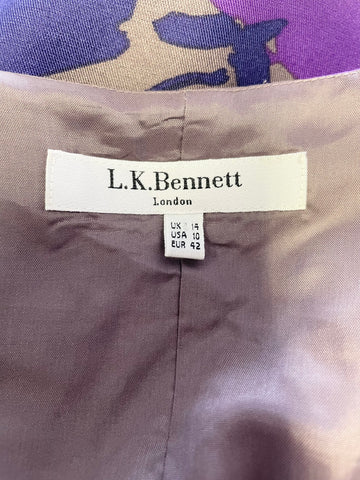 L.K.Bennett
London
UK 14
USA 10
EUR 42